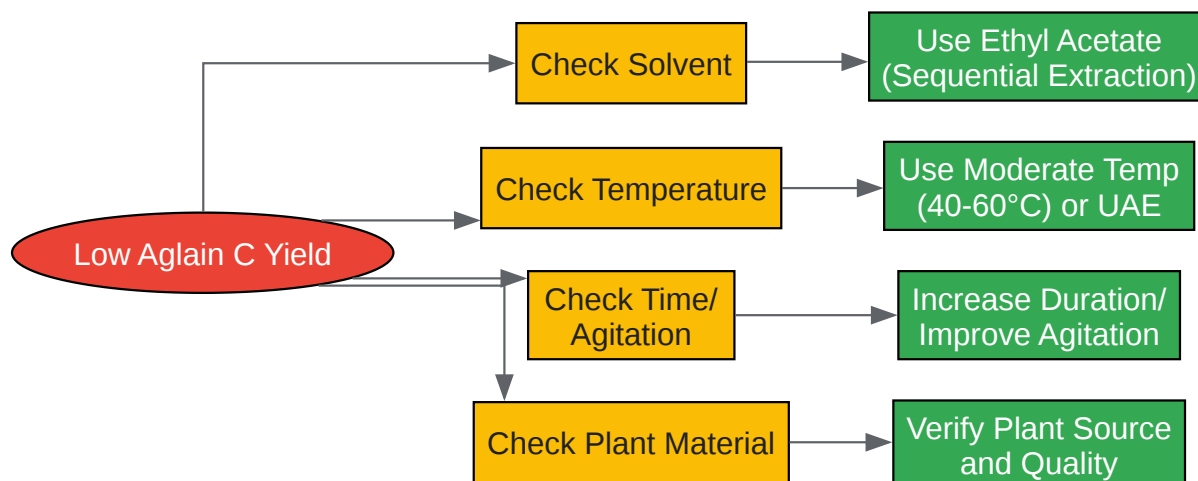 Low Aglain C Yield
Check Solvent
Use Ethyl Acetate
(Sequential Extraction)
Check Temperature
Use Moderate Temp
(40-60°C) or UAE
Check Time/
Agitation
Increase Duration/
Improve Agitation
Check Plant Material
Verify Plant Source
and Quality